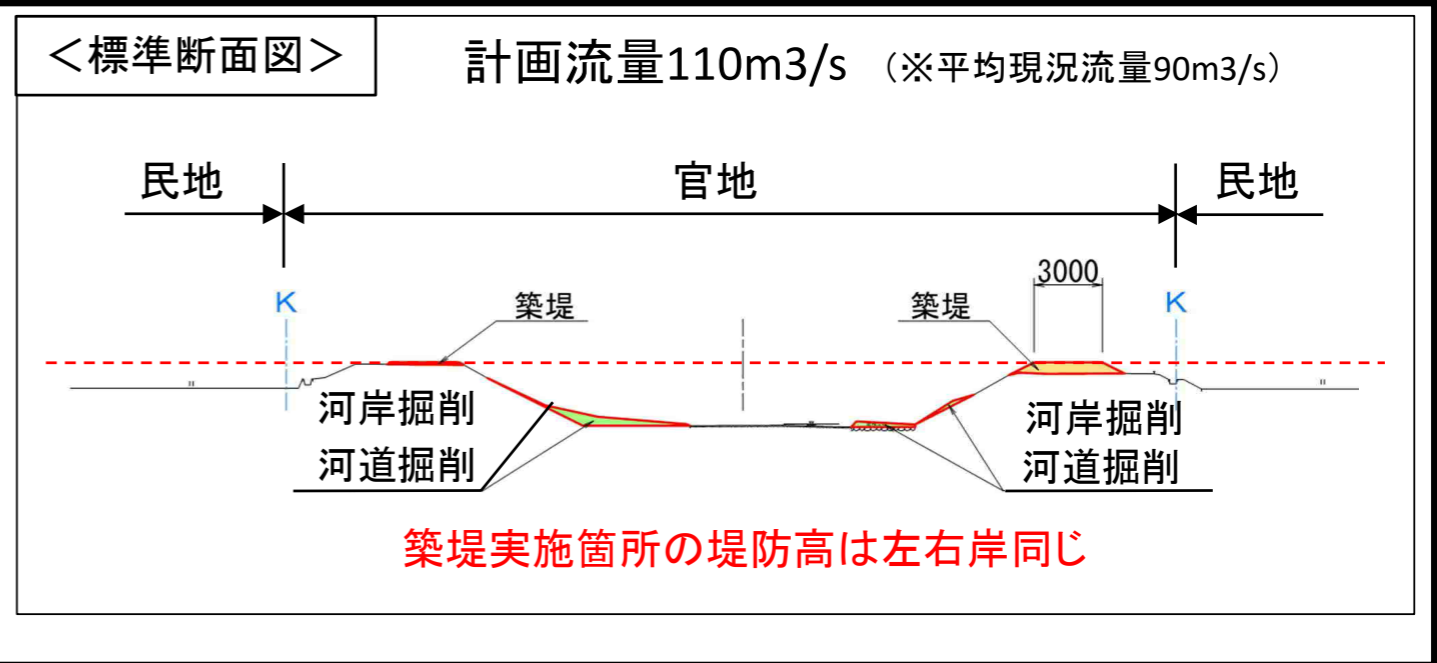 ＜標準断面図＞
計画流量110m3/s （※平均現況流量90m3/s）
民地
官地
民地
3000
K
築堤
築堤
K
河岸掘削
河道掘削
河岸掘削
河道掘削
築堤実施箇所の堤防高は左右岸同じ